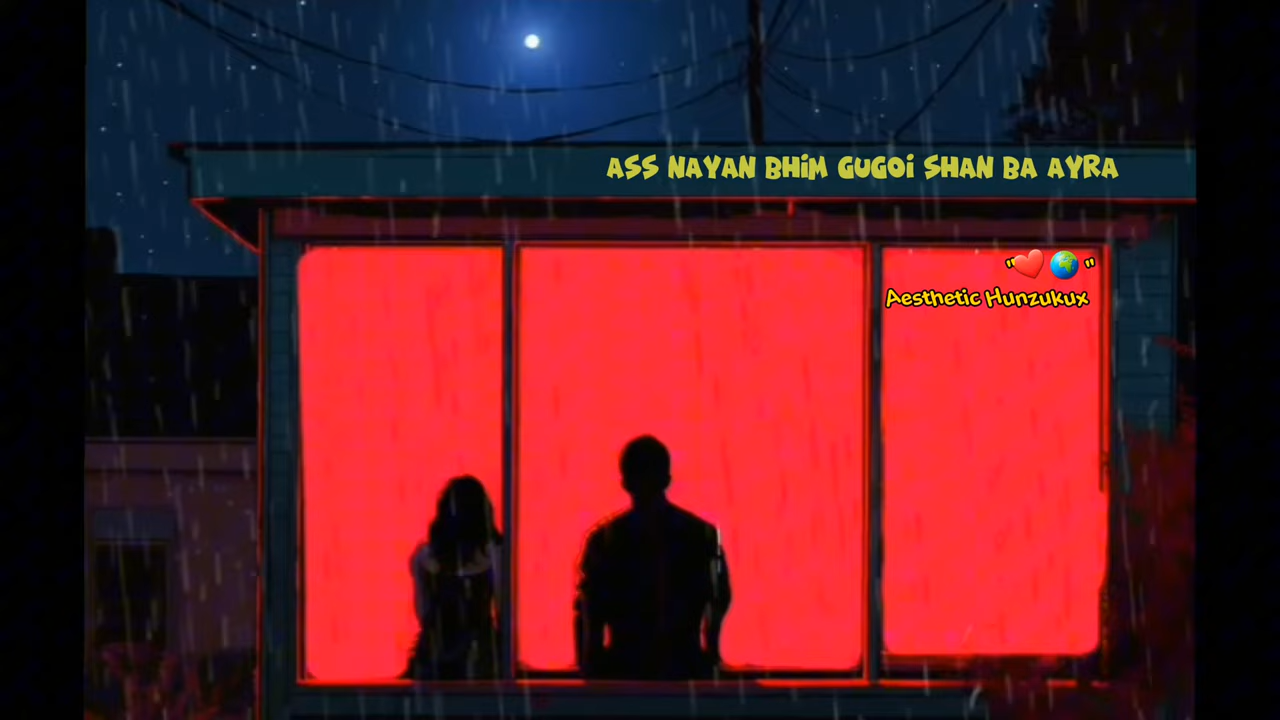 ASS NAYAN BHiM GUGOi SHAN BA AYRA
"❤️ 🌍"
Aesthetic Hunzukux